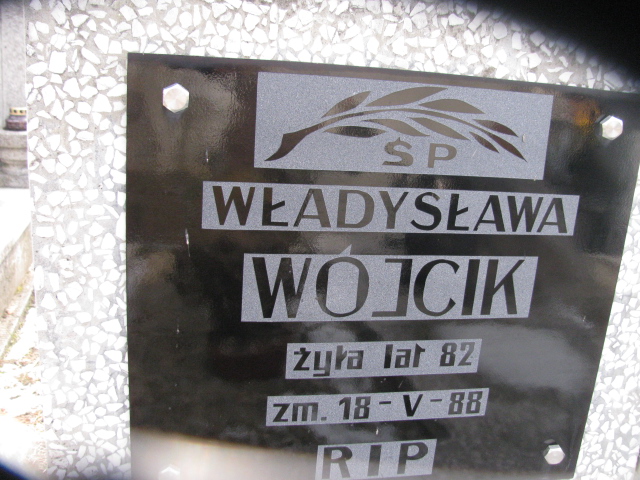 ŚP
WŁADYSŁAWA
WÓJCIK
żyła lat 82
zm. 18-V-88
RIP